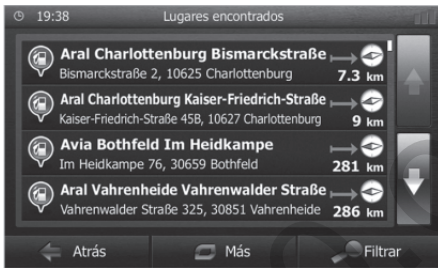 19:38 Lugares encontrados
Aral Charlottenburg Bismarckstraße
Bismarckstraße 2, 10625 Charlottenburg 7.3 km
Aral Charlottenburg Kaiser-Friedrich-Straße
Kaiser-Friedrich-Straße 45B, 10627 Charlottenburg 9 km
Avia Bothfeld Im Heidkampe
Im Heidkampe 76, 30659 Bothfeld 281 km
Aral Vahrenheide Vahrenwalder Straße
Vahrenwalder Straße 325, 30851 Vahrenheide 286 km
Atrás Más Filtrar